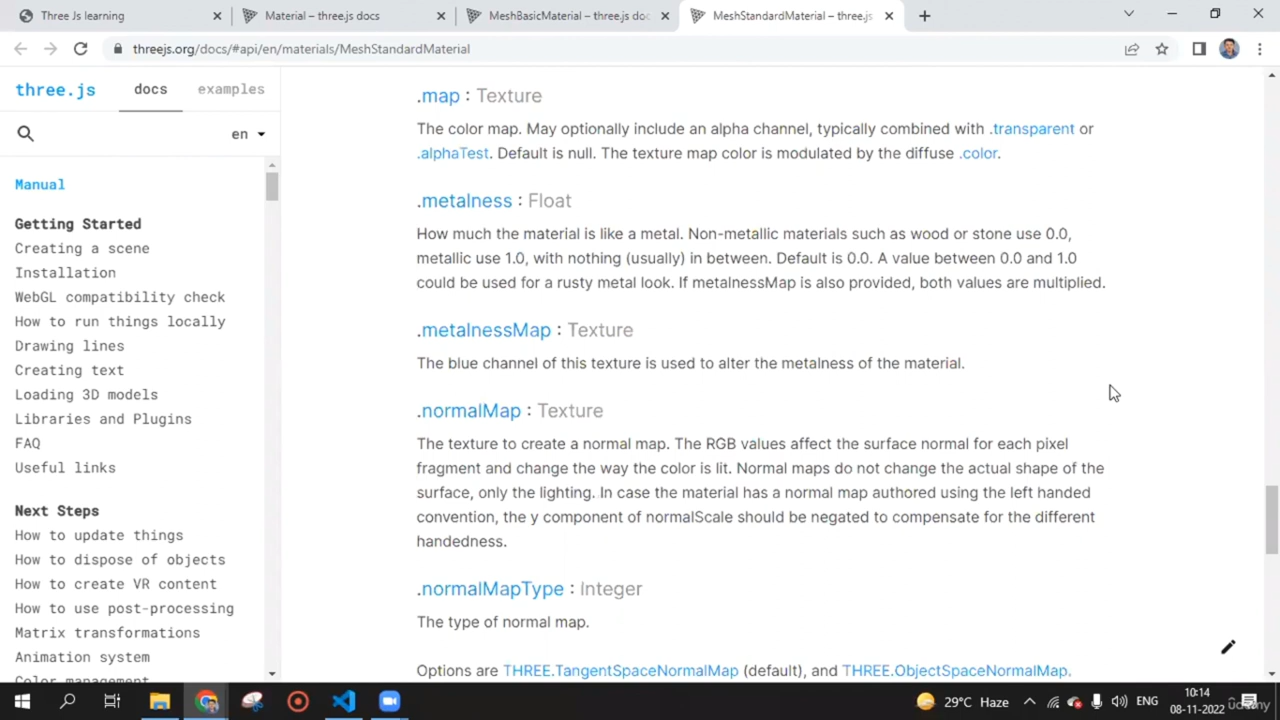 Three Js learning
Material – three.js docs
MeshBasicMaterial – three.js doc
MeshStandardMaterial – three.js
threejs.org/docs/#api/en/materials/MeshStandardMaterial
three.js docs examples
en
Manual
Getting Started
Creating a scene
Installation
WebGL compatibility check
How to run things locally
Drawing lines
Creating text
Loading 3D models
Libraries and Plugins
FAQ
Useful links
Next Steps
How to update things
How to dispose of objects
How to create VR content
How to use post-processing
Matrix transformations
Animation system
Color management
.map : Texture
The color map. May optionally include an alpha channel, typically combined with .transparent or
.alphaTest. Default is null. The texture map color is modulated by the diffuse .color.
.metalness : Float
How much the material is like a metal. Non-metallic materials such as wood or stone use 0.0,
metallic use 1.0, with nothing (usually) in between. Default is 0.0. A value between 0.0 and 1.0
could be used for a rusty metal look. If metalnessMap is also provided, both values are multiplied.
.metalnessMap : Texture
The blue channel of this texture is used to alter the metalness of the material.
.normalMap : Texture
The texture to create a normal map. The RGB values affect the surface normal for each pixel
fragment and change the way the color is lit. Normal maps do not change the actual shape of the
surface, only the lighting. In case the material has a normal map authored using the left handed
convention, the y component of normalScale should be negated to compensate for the different
handedness.
.normalMapType : Integer
The type of normal map.
Options are THREE.TangentSpaceNormalMap (default), and THREE.ObjectSpaceNormalMap.
29°C Haze
ENG
10:14
08-11-2022
udemy